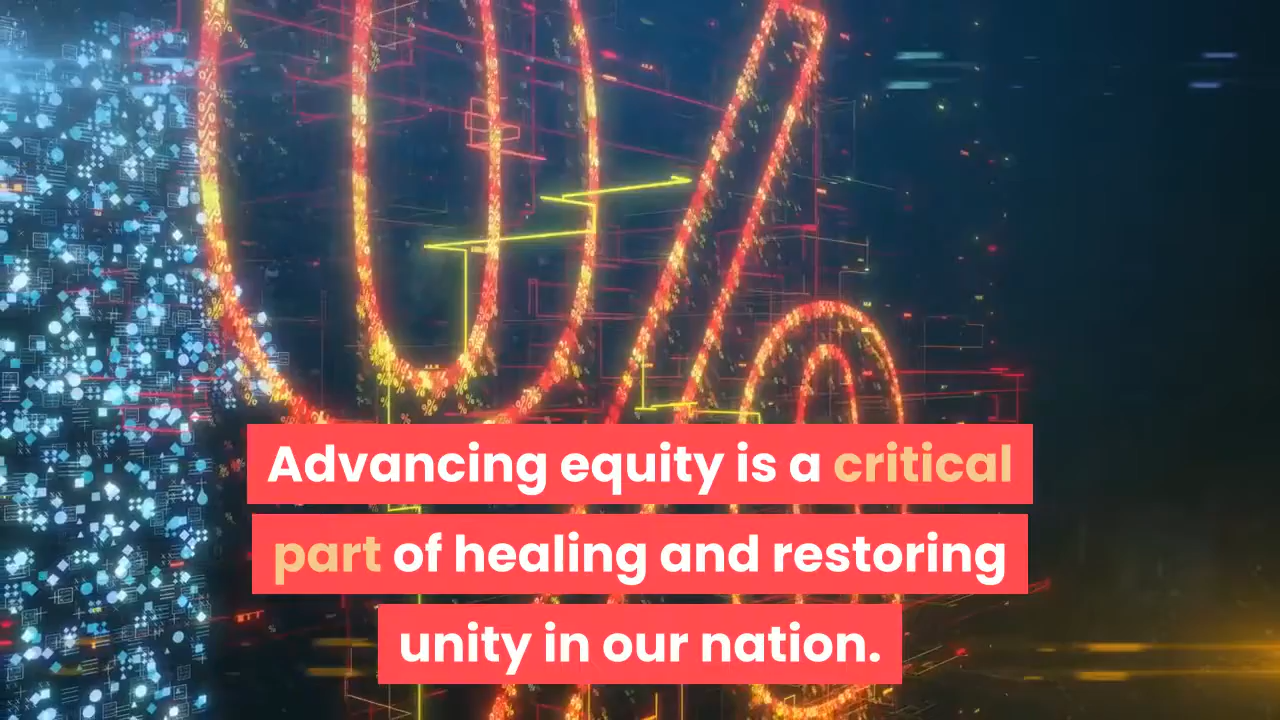 Advancing equity is a critical
part of healing and restoring
unity in our nation.